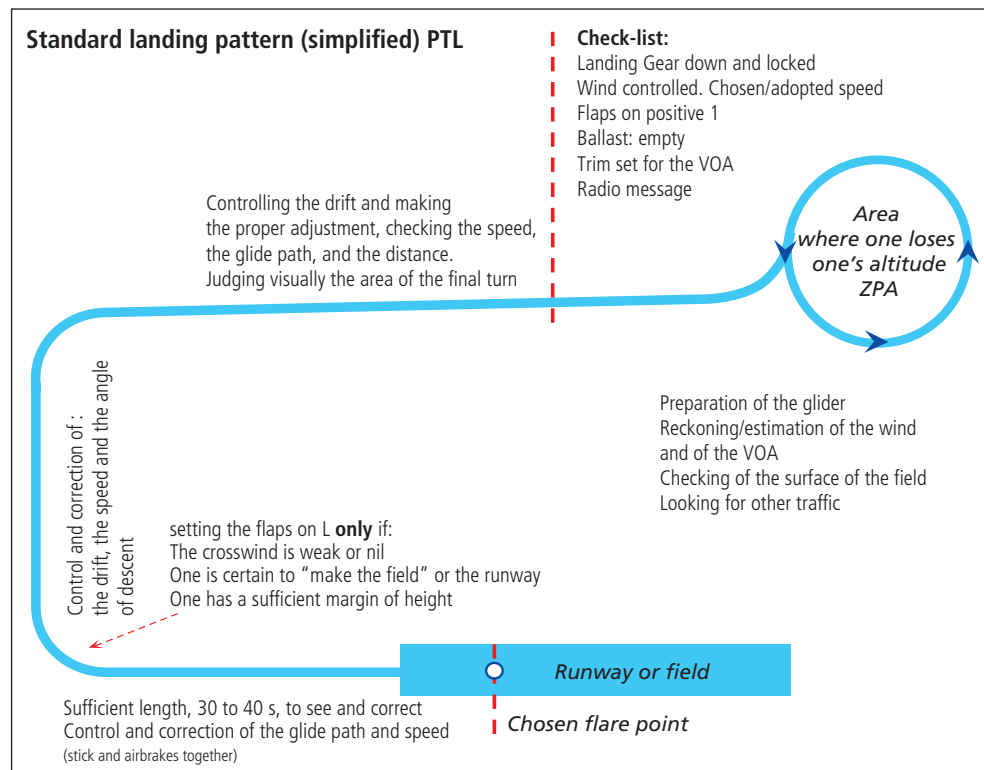 Standard landing pattern (simplified) PTL
Check-list:
Landing Gear down and locked
Wind controlled. Chosen/adopted speed
Flaps on positive 1
Ballast: empty
Trim set for the VOA
Radio message
Area
where one loses
one's altitude
ZPA
Controlling the drift and making
the proper adjustment, checking the speed,
the glide path, and the distance.
Judging visually the area of the final turn
Preparation of the glider
Reckoning/estimation of the wind
and of the VOA
Checking of the surface of the field
Looking for other traffic
Control and correction of :
the drift, the speed and the angle
of descent
setting the flaps on L only if:
The crosswind is weak or nil
One is certain to “make the field” or the runway
One has a sufficient margin of height
Runway or field
Chosen flare point
Sufficient length, 30 to 40 s, to see and correct
Control and correction of the glide path and speed
(stick and airbrakes together)